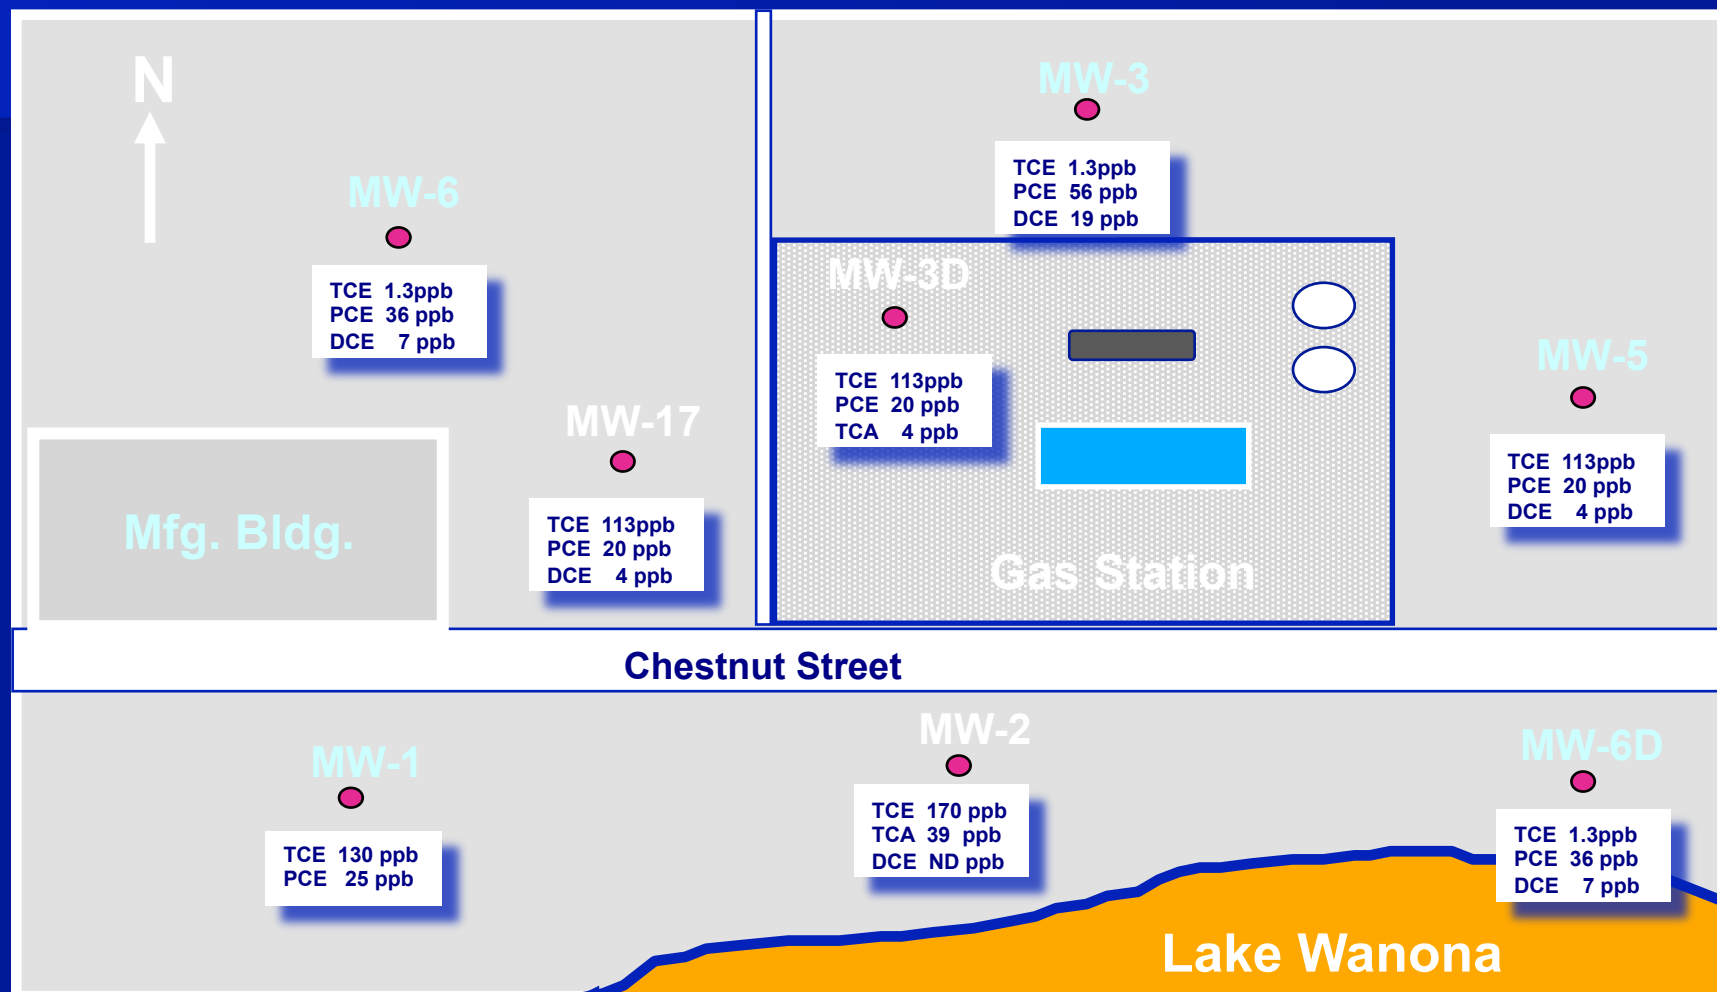 N
MW-3
TCE 1.3ppb
PCE 56 ppb
DCE 19 ppb
MW-6
TCE 1.3ppb
PCE 36 ppb
DCE 7 ppb
MW-3D
TCE 113ppb
PCE 20 ppb
TCA 4 ppb
MW-5
TCE 113ppb
PCE 20 ppb
DCE 4 ppb
MW-17
TCE 113ppb
PCE 20 ppb
DCE 4 ppb
Mfg. Bldg.
Gas Station
Chestnut Street
MW-1
TCE 130 ppb
PCE 25 ppb
MW-2
TCE 170 ppb
TCA 39 ppb
DCE ND ppb
MW-6D
TCE 1.3ppb
PCE 36 ppb
DCE 7 ppb
Lake Wanona